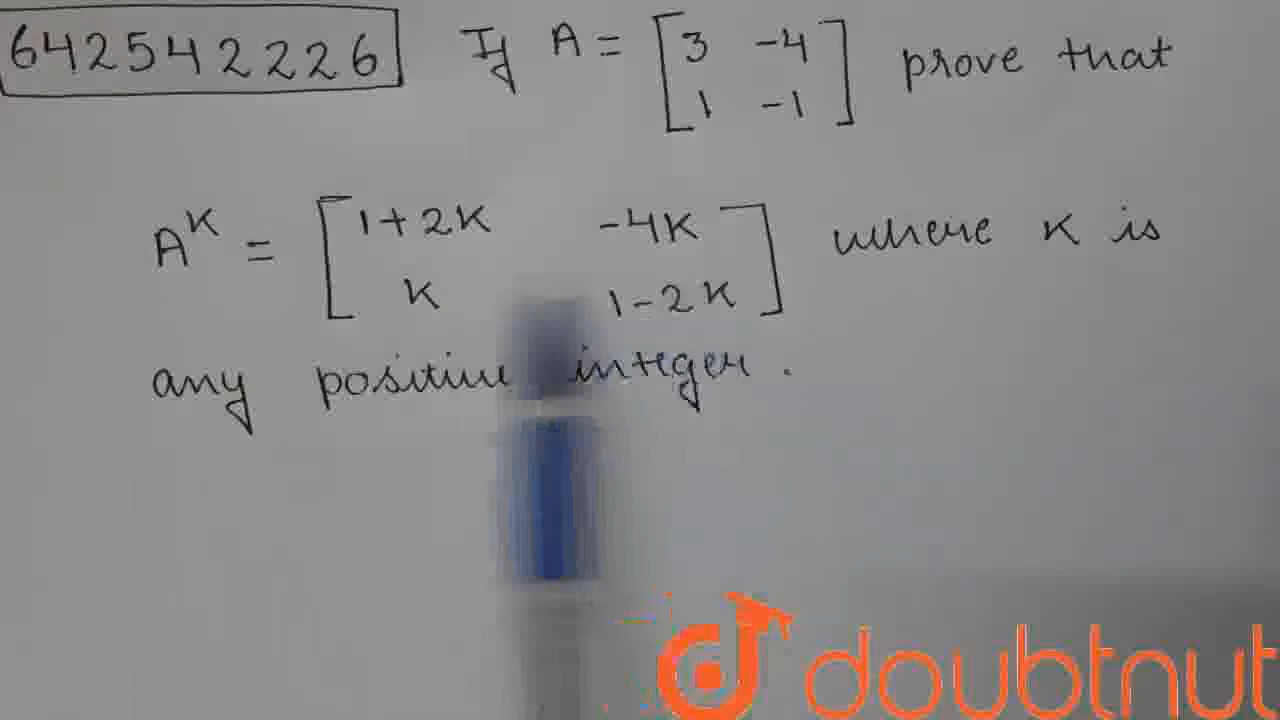 642542226 If A = [3 -4 prove that
1 -1]
A^K = [1+2K -4K where K is
K 1-2K]
any positive integer.
doubtnut